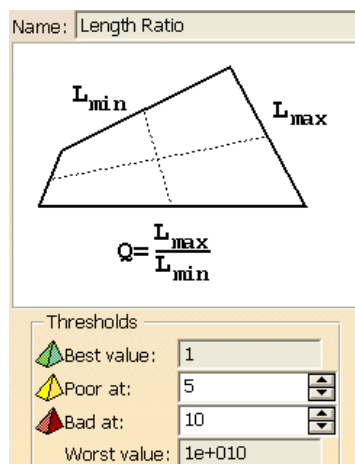 Name: Length Ratio
Lmin
Lmax
Q= Lmax
Lmin
Thresholds
Best value: 1
Poor at: 5
Bad at: 10
Worst value: 1e+010